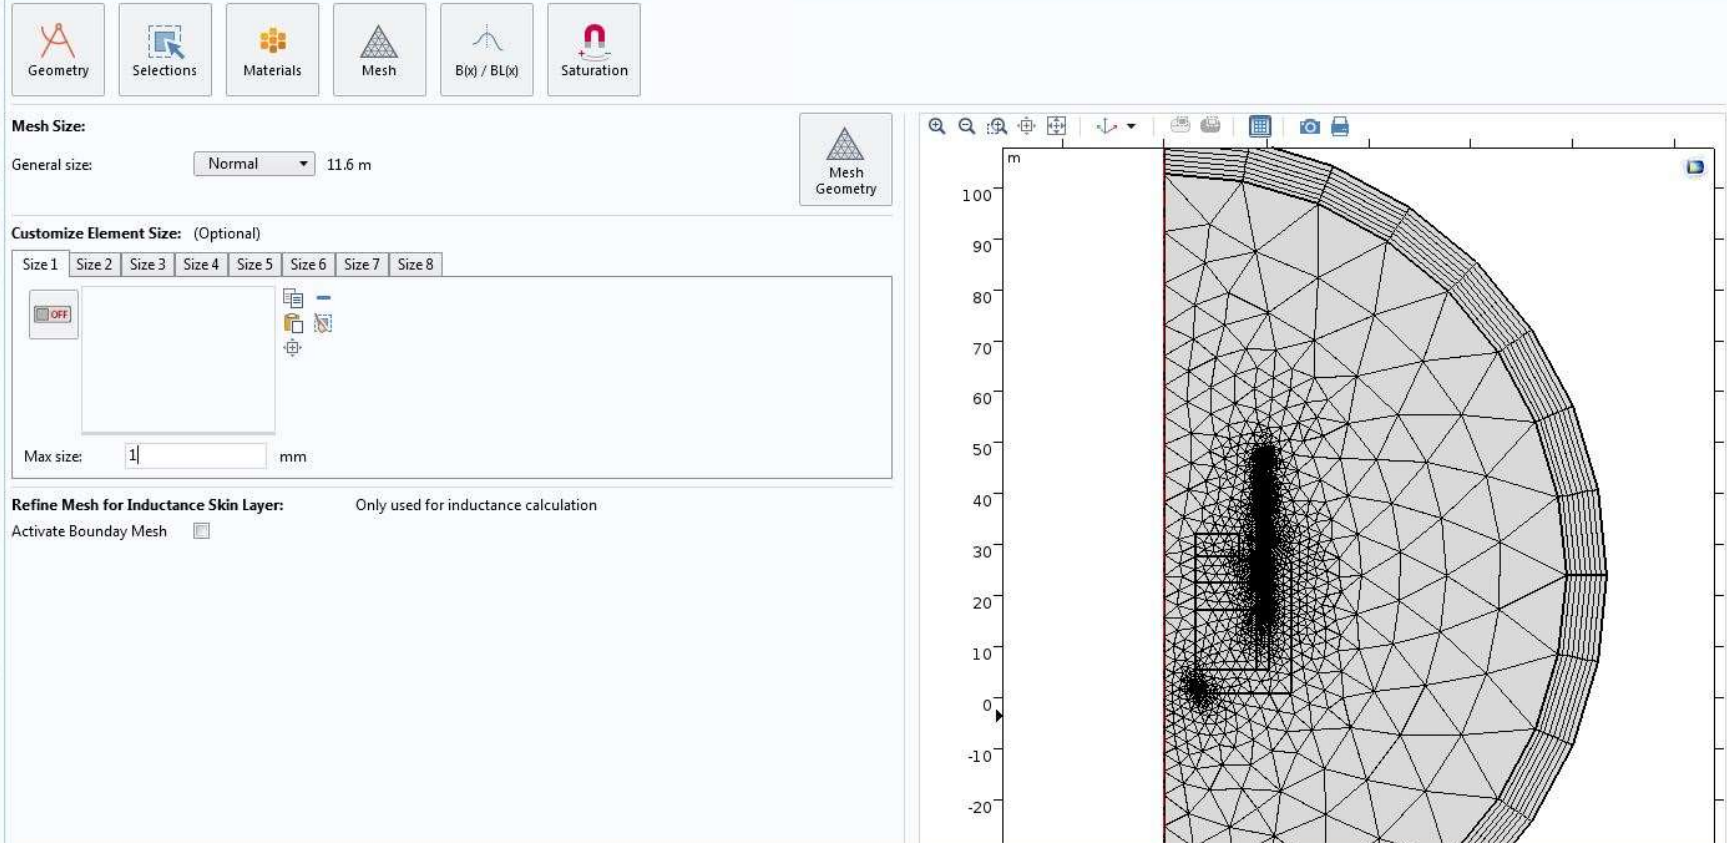 Geometry
Selections
Materials
Mesh
B(x) / BL(x)
Saturation
Mesh Size:
General size: Normal 11.6 m
Mesh
Geometry
Customize Element Size: (Optional)
Size 1 Size 2 Size 3 Size 4 Size 5 Size 6 Size 7 Size 8
OFF
Max size: 1 mm
Refine Mesh for Inductance Skin Layer: Only used for inductance calculation
Activate Bounday Mesh
m
100
90
80
70
60
50
40
30
20
10
0
-10
-20